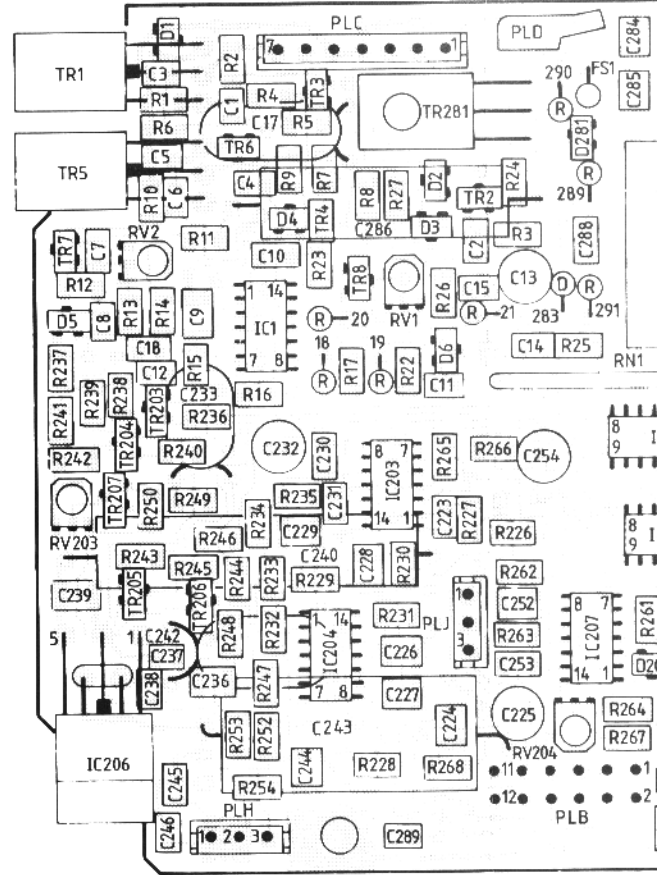 D1
PLC
PLD
C284
R2
7
1
TR1
C3
R4
TR3
290
FS1
R1
C1
C17
R5
TR281
R
C285
R6
TR6
D281
TR5
C5
R9
R7
R
R10
C6
C4
R8
R27
D2
TR2
R24
289
D4
TR4
C286
D3
C288
TR7
C7
RV2
R11
C2
R3
C10
R23
TR8
R12
R26
C15
C13
D
R
1
14
RV1
D5
C8
R13
R14
C9
IC1
R
20
R
21
283
291
18
19
D6
C14
R25
C18
7
8
RN1
R237
C12
R15
R
R17
R
R22
C11
R239
R238
TR203
C233
R16
R241
R236
8
9
I
TR204
C232
C230
8
7
R265
R266
C254
R242
R240
IC203
TR207
R250
R249
R235
C231
C223
R227
RV203
R234
C229
14
1
R226
8
9
I
R246
R243
C240
C228
R230
R245
R244
R233
R229
R262
C239
TR205
TR206
1
C252
8
7
R261
R248
R232
1
14
R231
PLJ
R263
IC207
5
1
C242
IC204
3
C237
C226
C253
14
1
C238
C236
R247
7
8
C227
R264
C225
R253
R252
C243
C224
R267
IC206
C244
R228
R268
RV204
11
1
C245
R254
12
2
PLH
PLB
C246
1
2
3
C289